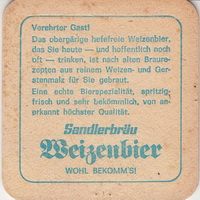 Verehrter Gast!
Das obergärige hefefreie Weizenbier,
das Sie heute — und hoffentlich noch
oft — trinken, ist nach alten Braure-
zepten aus reinem Weizen- und Ger-
stenmalz für Sie gebraut.
Eine echte Bierspezialität, spritzig-
frisch und sehr bekömmlich, von an-
erkannt höchster Qualität.
Sandlerbräu
Weizenbier
WOHL BEKOMM'S!